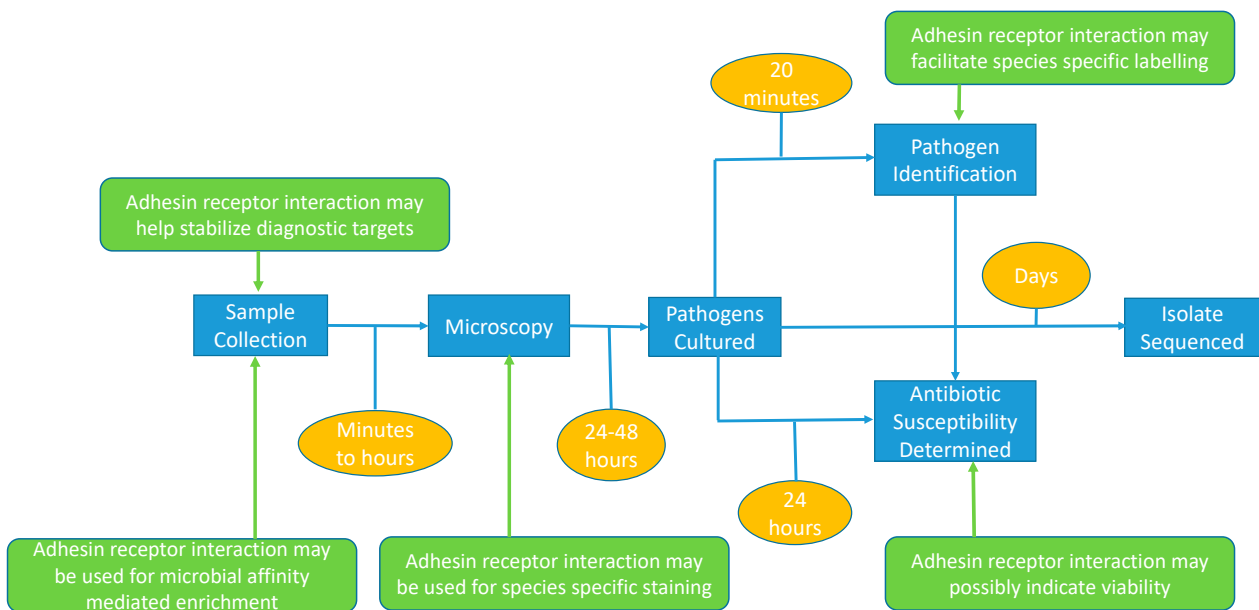 Adhesin receptor interaction may
facilitate species specific labelling
20
minutes
Pathogen
Identification
Adhesin receptor interaction may
help stabilize diagnostic targets
Days
Sample
Collection
Microscopy
Pathogens
Cultured
Isolate
Sequenced
Antibiotic
Susceptibility
Determined
Minutes
to hours
24-48
hours
24
hours
Adhesin receptor interaction may
be used for microbial affinity
mediated enrichment
Adhesin receptor interaction may
be used for species specific staining
Adhesin receptor interaction may
possibly indicate viability